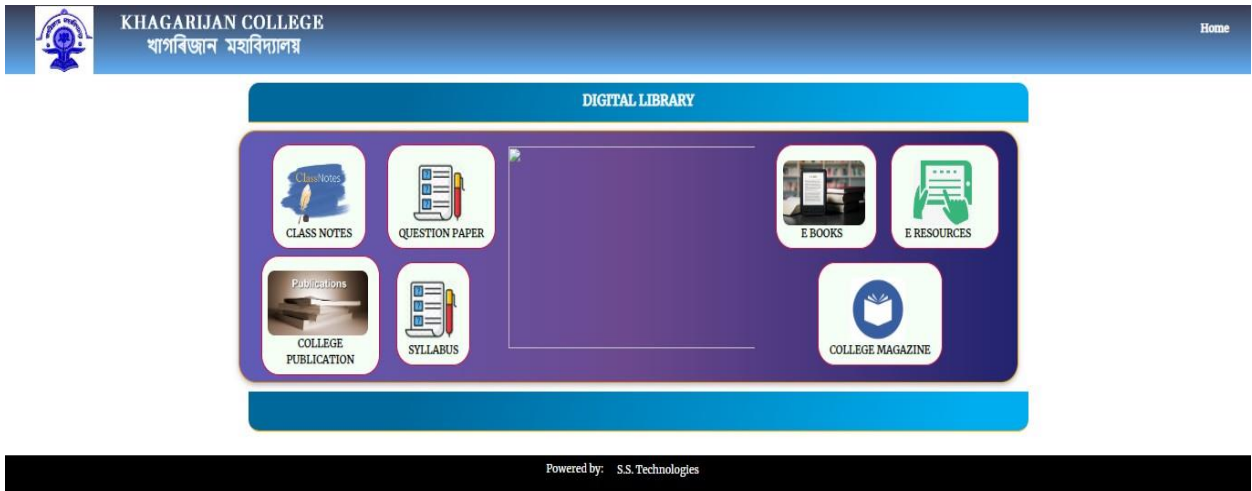 KHAGARIJAN COLLEGE
খাগৰিজান মহাবিদ্যালয়
Home
DIGITAL LIBRARY
ClassNotes
CLASS NOTES
QUESTION PAPER
E BOOKS
E RESOURCES
Publications
COLLEGE
PUBLICATION
SYLLABUS
COLLEGE MAGAZINE
Powered by: S.S. Technologies